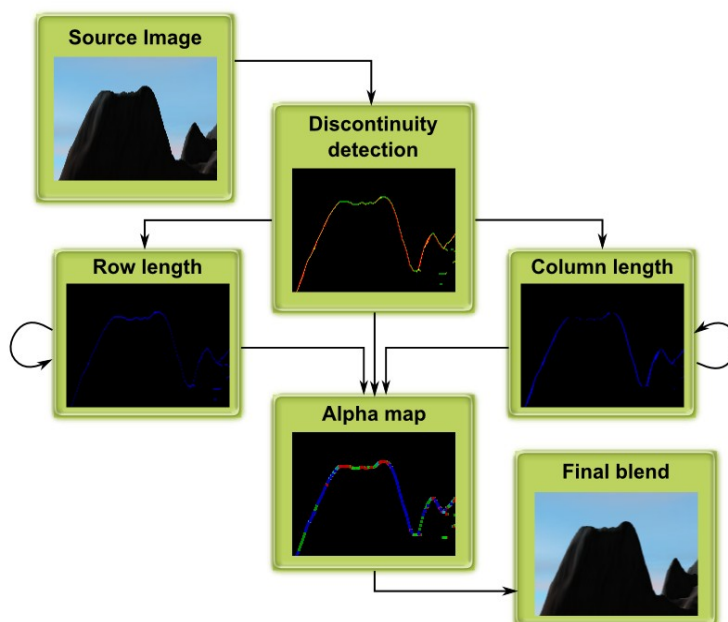 Source Image
Discontinuity
detection
Row length
Column length
Alpha map
Final blend